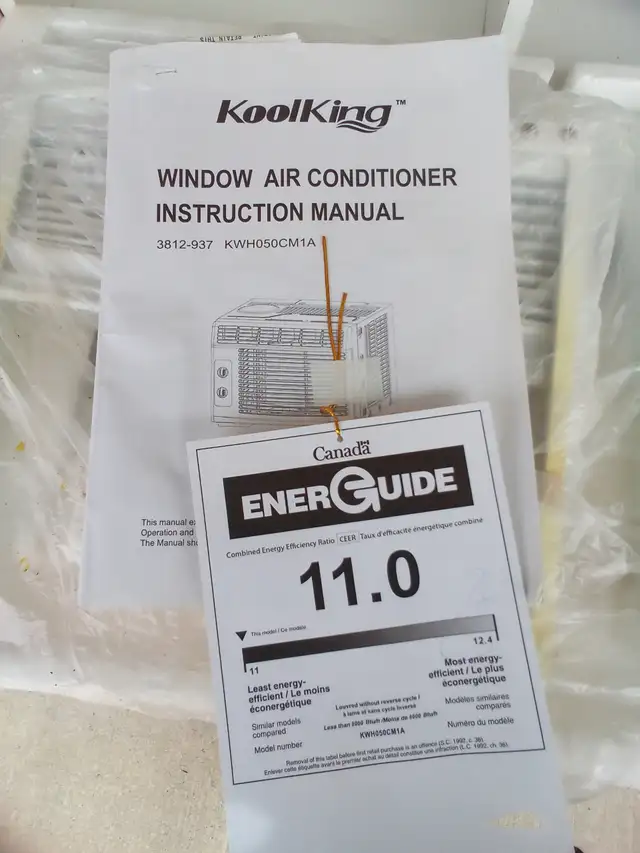 KoolKing™
WINDOW AIR CONDITIONER
INSTRUCTION MANUAL
3812-937 KWH050CM1A
This manual
Operation and
The Manual
Canada
ENERGUIDE
Combined Energy Efficiency Ratio CEER Taux d'efficacité énergétique combiné
11.0
This model / Ce modèle
11
12.4
Least energy-
efficient / Le moins
énergétique
Most energy-
efficient / Le plus
éconergétique
Similar models
compared
Louvered without reverse cycle /
à lame et sans cycle inverse
Less than 6000 Btu/h /Moins de 6000 Btu/h
Modèles similaires
comparés
Model number
KWH050CM1A
Numéro du modèle
Removal of this label before first retail purchase is an offence (S.C. 1992, c. 36).
Enlever cette étiquette avant le premier achat au détail constitue une infraction (L.C. 1992, ch. 36).